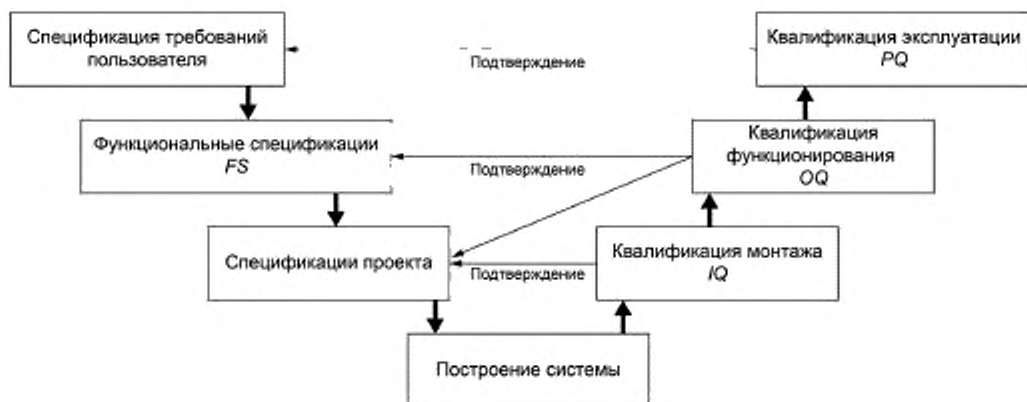 Спецификация требований
пользователя
Квалификация эксплуатации
PQ
Подтверждение
Функциональные спецификации
FS
Квалификация
функционирования
OQ
Подтверждение
Спецификации проекта
Квалификация монтажа
IQ
Подтверждение
Построение системы